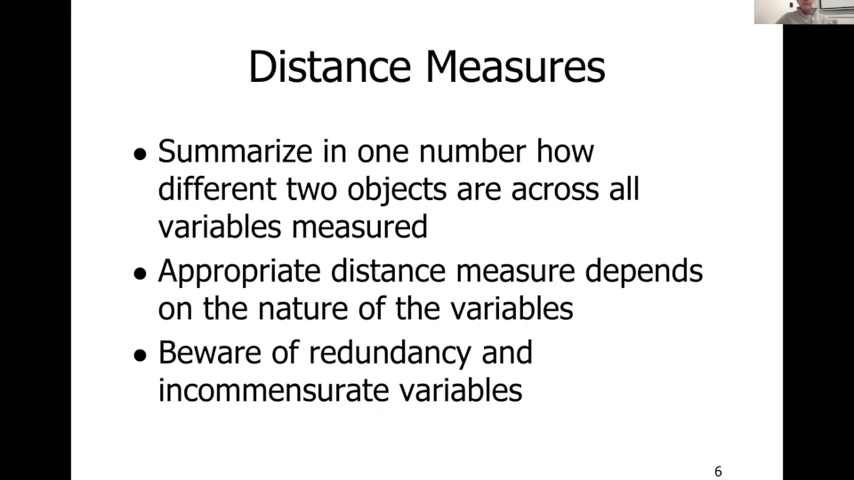 Distance Measures
● Summarize in one number how
different two objects are across all
variables measured
● Appropriate distance measure depends
on the nature of the variables
● Beware of redundancy and
incommensurate variables
6